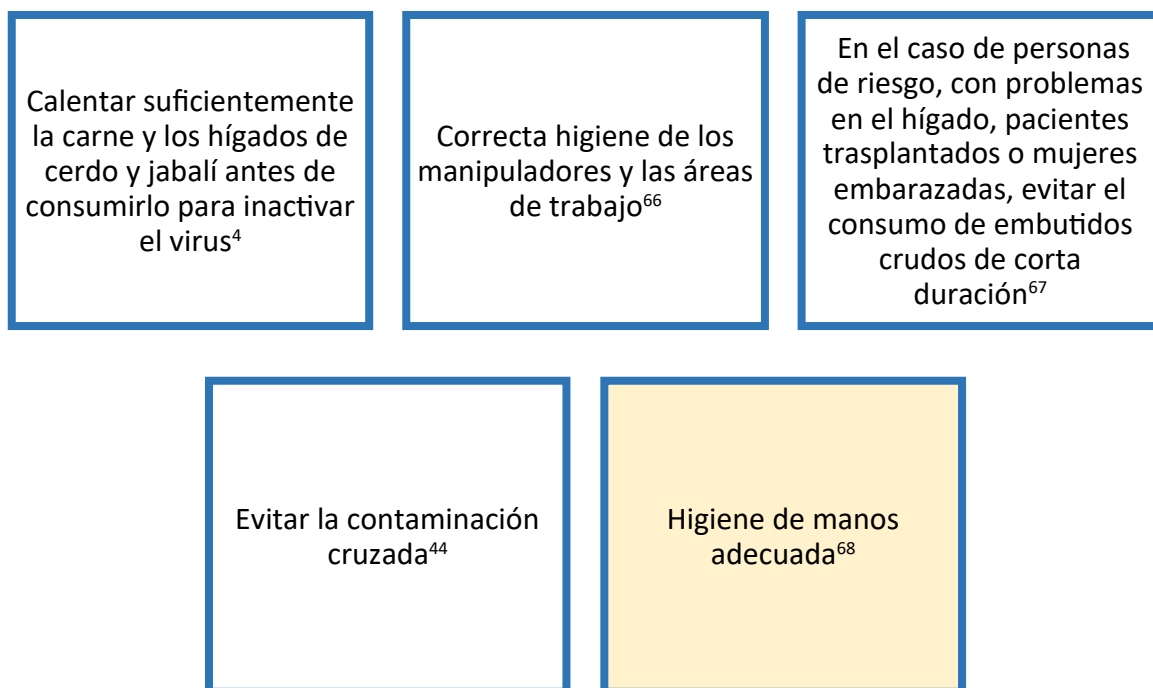 Calentar suficientemente
la carne y los hígados de
cerdo y jabalí antes de
consumirlo para inactivar
el virus⁴
Correcta higiene de los
manipuladores y las áreas
de trabajo⁶⁶
En el caso de personas
de riesgo, con problemas
en el hígado, pacientes
trasplantados o mujeres
embarazadas, evitar el
consumo de embutidos
crudos de corta
duración⁶⁷
Evitar la contaminación
cruzada⁴⁴
Higiene de manos
adecuada⁶⁸